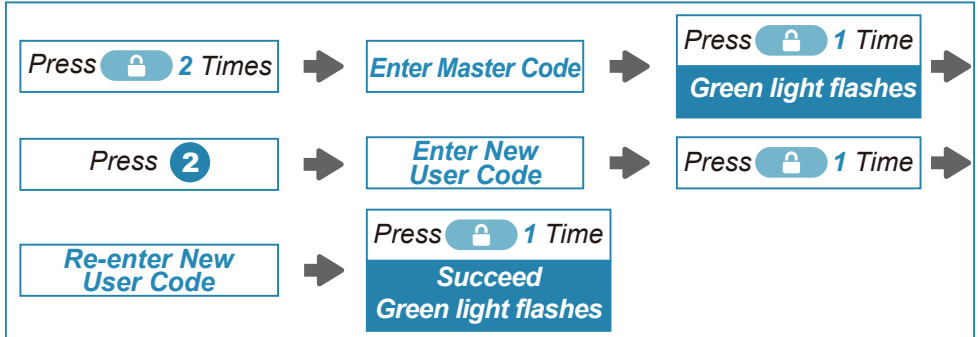 Press 2 Times
Enter Master Code
Press 1 Time
Green light flashes
Press 2
Enter New
User Code
Press 1 Time
Re-enter New
User Code
Press 1 Time
Succeed
Green light flashes